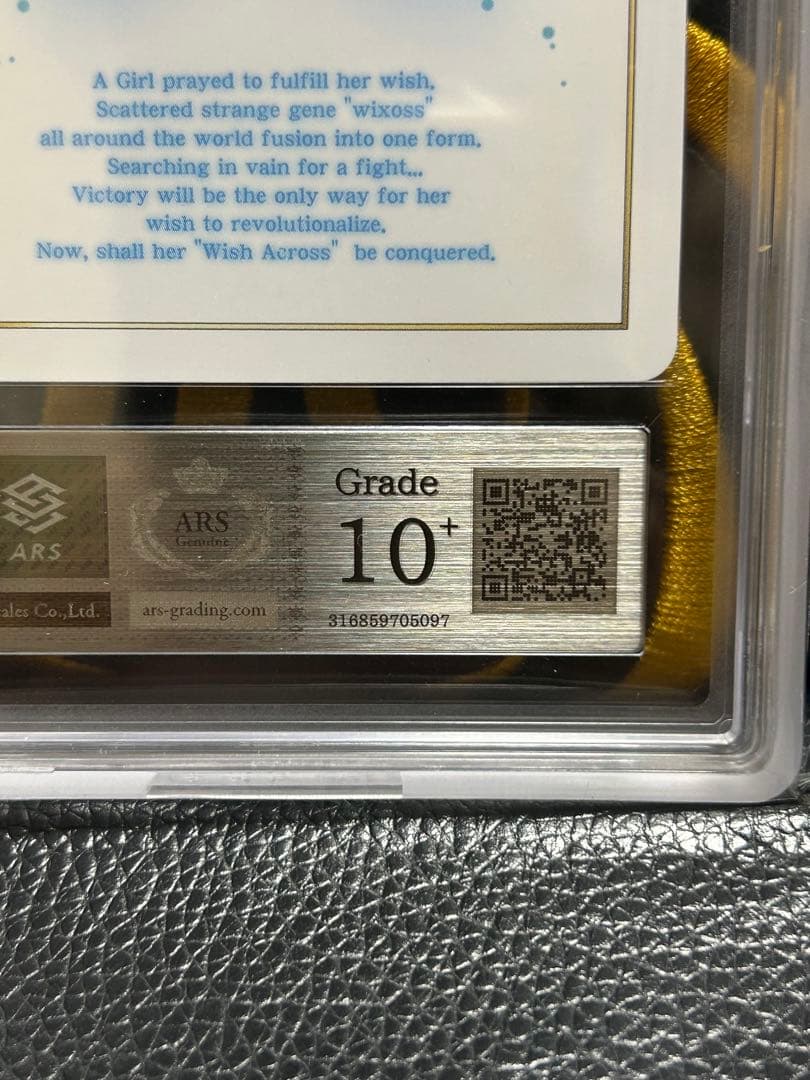 A Girl prayed to fulfill her wish.
Scattered strange gene "wixoss"
all around the world fusion into one form.
Searching in vain for a fight...
Victory will be the only way for her
wish to revolutionalize.
Now, shall her "Wish Across" be conquered.
ARS
ales Co.,Ltd.
ARS
Genuine
ars-grading.com
Grade
10+
316859705097